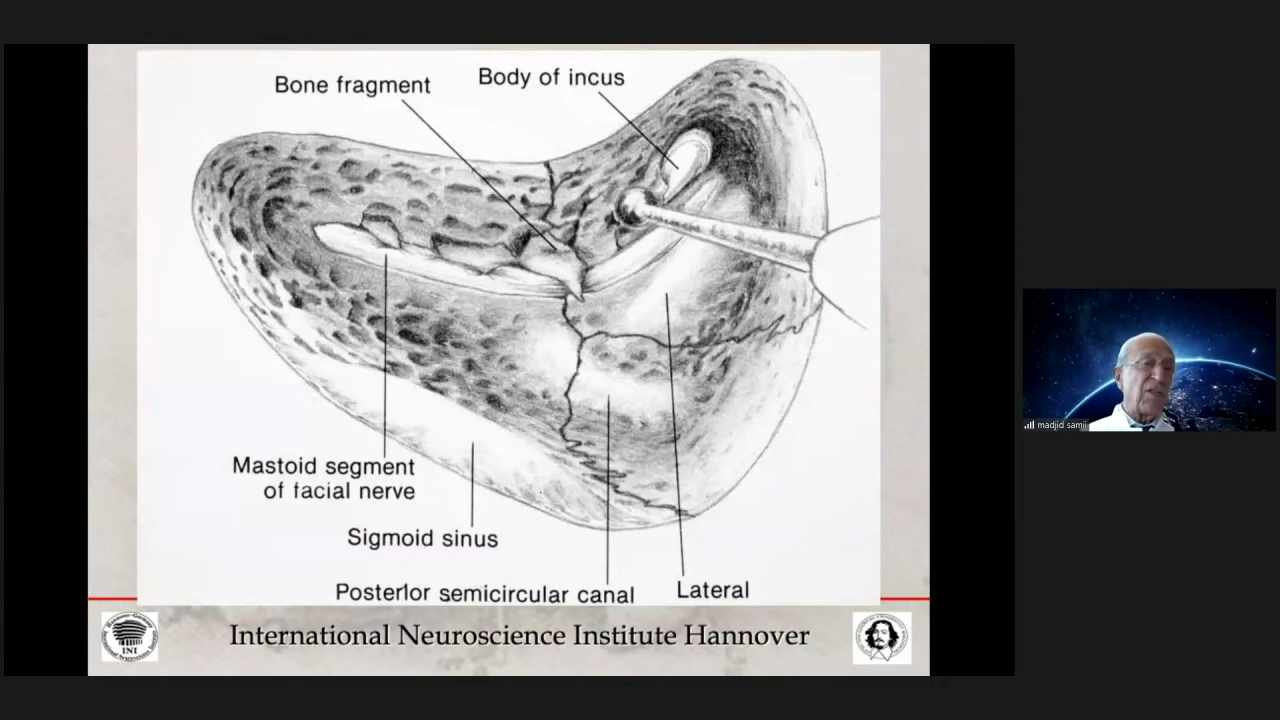 Body of incus
Bone fragment
Mastoid segment
of facial nerve
Sigmoid sinus
Posterior semicircular canal
Lateral
International Neuroscience Institute Hannover
INI
madjid samii